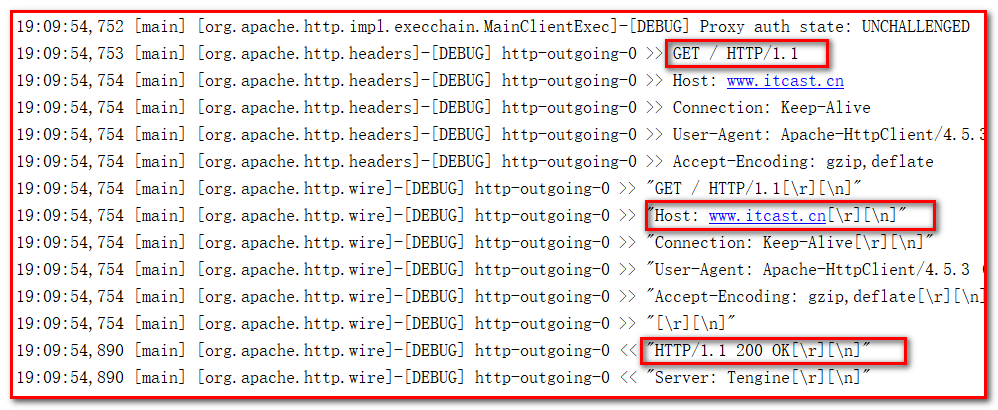 19:09:54,752 [main] [org.apache.http.impl.execchain.MainClientExec]-[DEBUG] Proxy auth state: UNCHALLENGED
19:09:54,753 [main] [org.apache.http.headers]-[DEBUG] http-outgoing-0 >> GET / HTTP/1.1
19:09:54,754 [main] [org.apache.http.headers]-[DEBUG] http-outgoing-0 >> Host: www.itcast.cn
19:09:54,754 [main] [org.apache.http.headers]-[DEBUG] http-outgoing-0 >> Connection: Keep-Alive
19:09:54,754 [main] [org.apache.http.headers]-[DEBUG] http-outgoing-0 >> User-Agent: Apache-HttpClient/4.5.3
19:09:54,754 [main] [org.apache.http.headers]-[DEBUG] http-outgoing-0 >> Accept-Encoding: gzip,deflate
19:09:54,754 [main] [org.apache.http.wire]-[DEBUG] http-outgoing-0 >> "GET / HTTP/1.1[\r][\n]"
19:09:54,754 [main] [org.apache.http.wire]-[DEBUG] http-outgoing-0 >> "Host: www.itcast.cn[\r][\n]"
19:09:54,754 [main] [org.apache.http.wire]-[DEBUG] http-outgoing-0 >> "Connection: Keep-Alive[\r][\n]"
19:09:54,754 [main] [org.apache.http.wire]-[DEBUG] http-outgoing-0 >> "User-Agent: Apache-HttpClient/4.5.3 (
19:09:54,754 [main] [org.apache.http.wire]-[DEBUG] http-outgoing-0 >> "Accept-Encoding: gzip,deflate[\r][\n]
19:09:54,754 [main] [org.apache.http.wire]-[DEBUG] http-outgoing-0 >> "[\r][\n]"
19:09:54,890 [main] [org.apache.http.wire]-[DEBUG] http-outgoing-0 << "HTTP/1.1 200 OK[\r][\n]"
19:09:54,890 [main] [org.apache.http.wire]-[DEBUG] http-outgoing-0 << "Server: Tengine[\r][\n]"